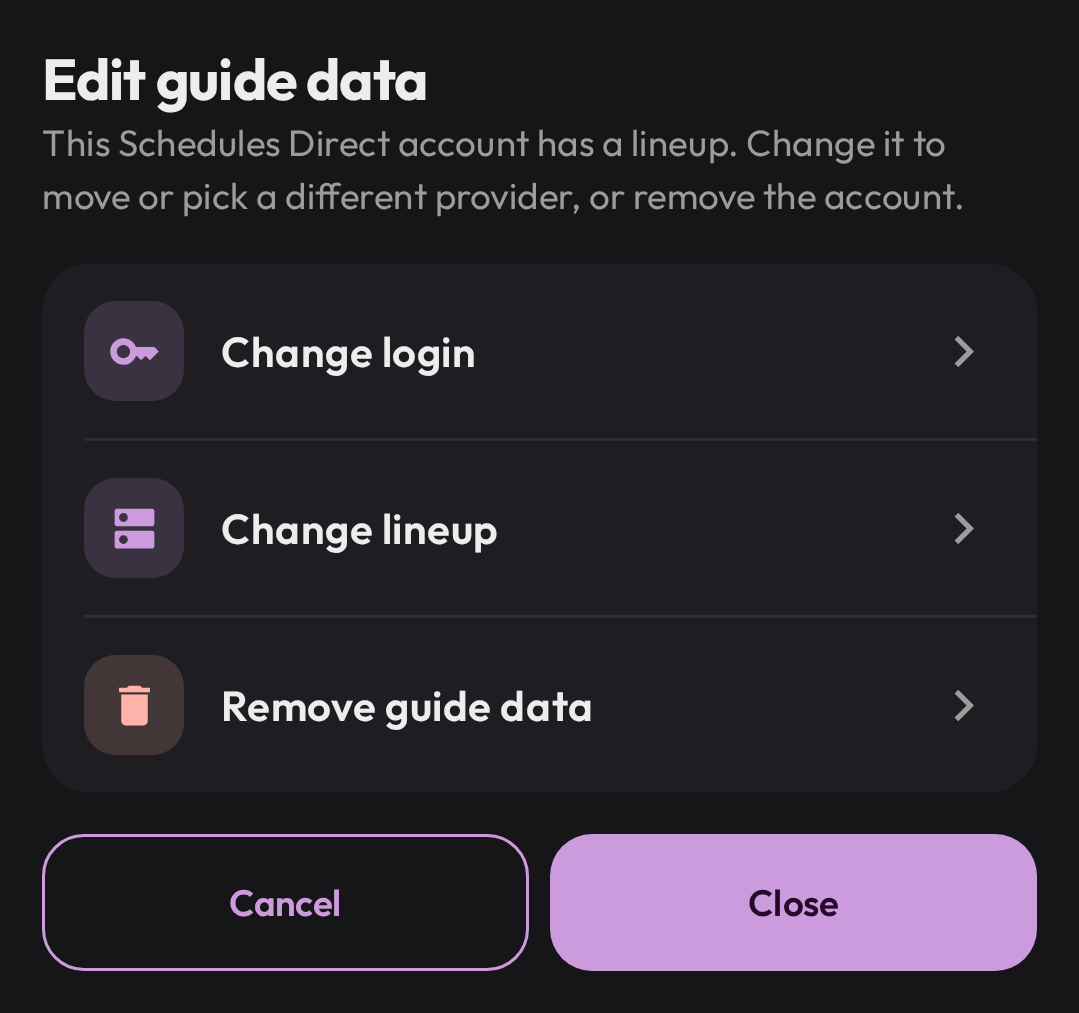 Edit guide data
This Schedules Direct account has a lineup. Change it to
move or pick a different provider, or remove the account.
Change login
Change lineup
Remove guide data
Cancel
Close